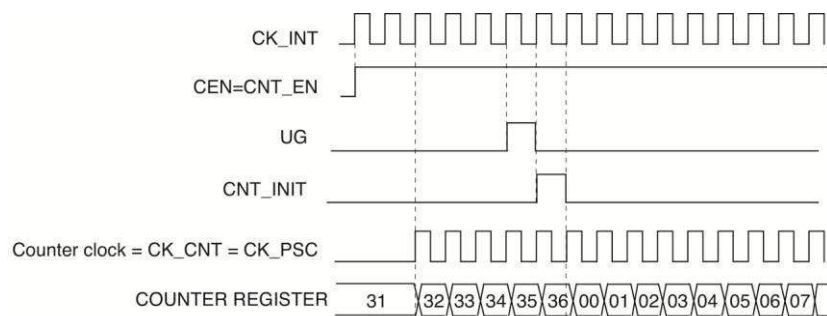 CK_INT
CEN=CNT_EN
UG
CNT_INIT
Counter clock = CK_CNT = CK_PSC
COUNTER REGISTER 31 32 33 34 35 36 00 01 02 03 04 05 06 07